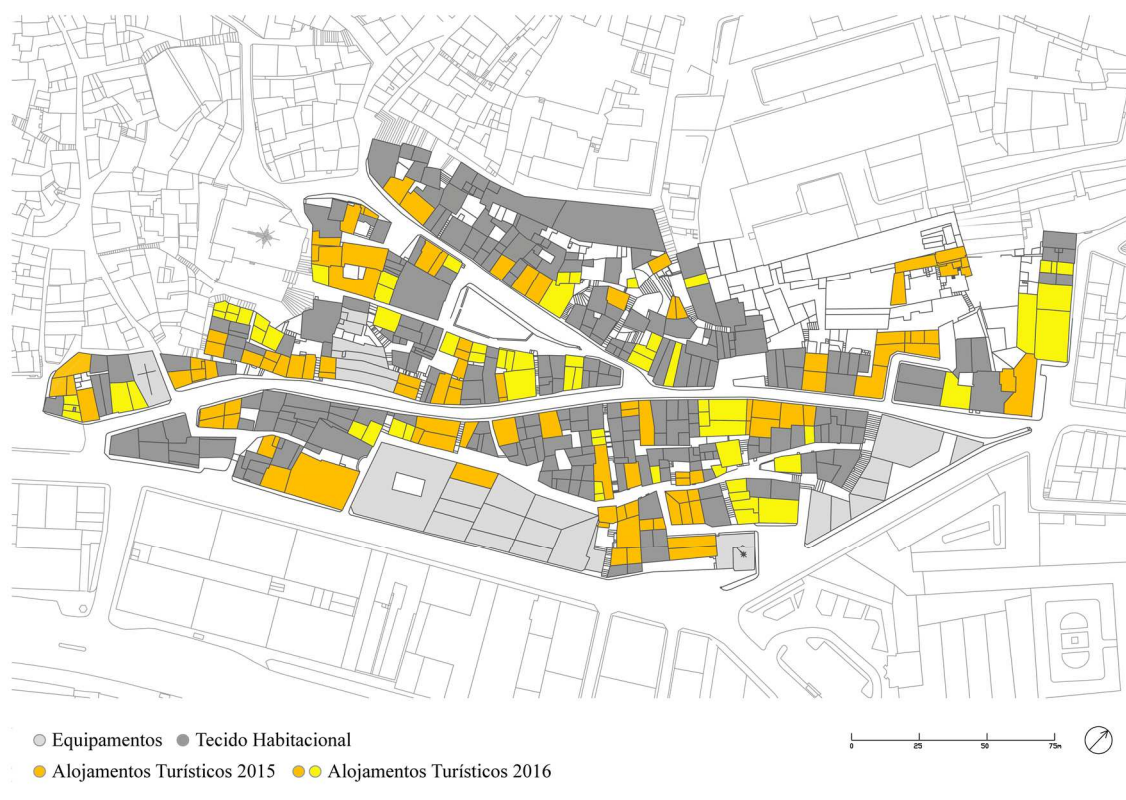 Equipamentos Tecido Habitacional
0 25 50 75m
Alojamentos Turísticos 2015 Alojamentos Turísticos 2016